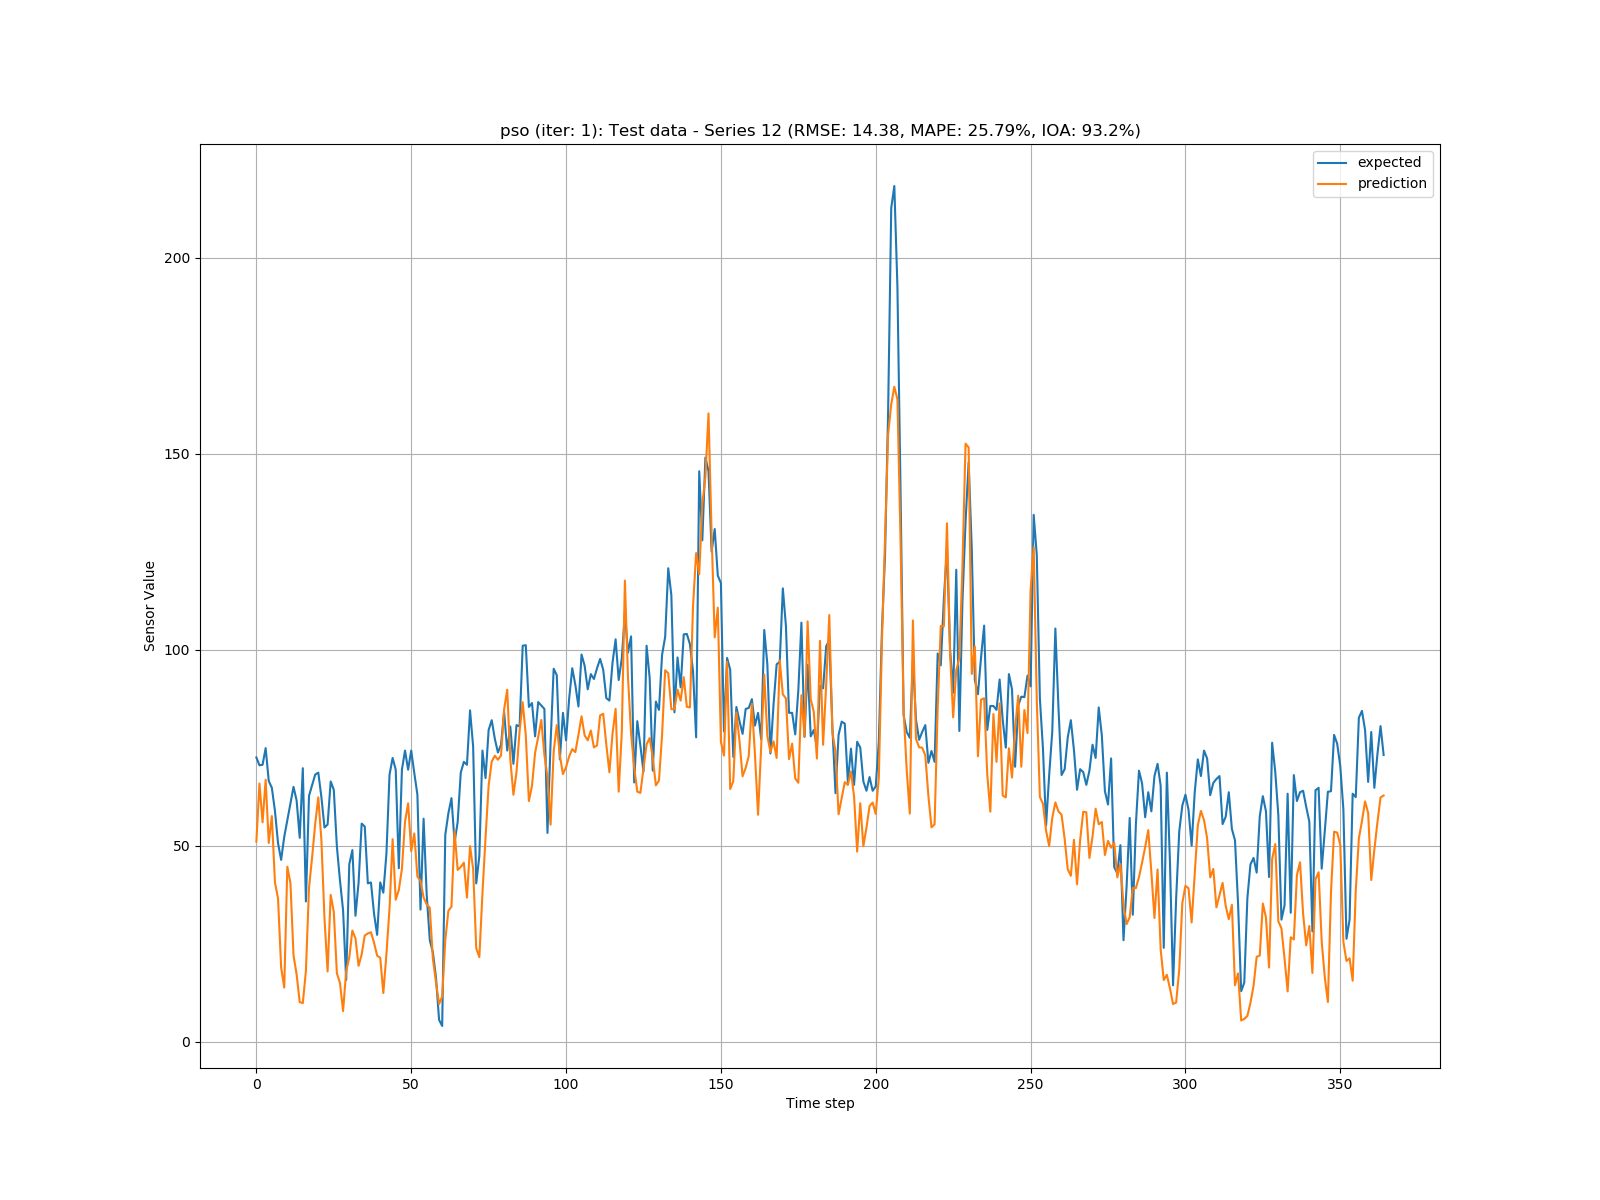 pso (iter: 1): Test data - Series 12 (RMSE: 14.38, MAPE: 25.79%, IOA: 93.2%)
expected
prediction
200
150
100
50
0
Sensor Value
0 50 100 150 200 250 300 350
Time step